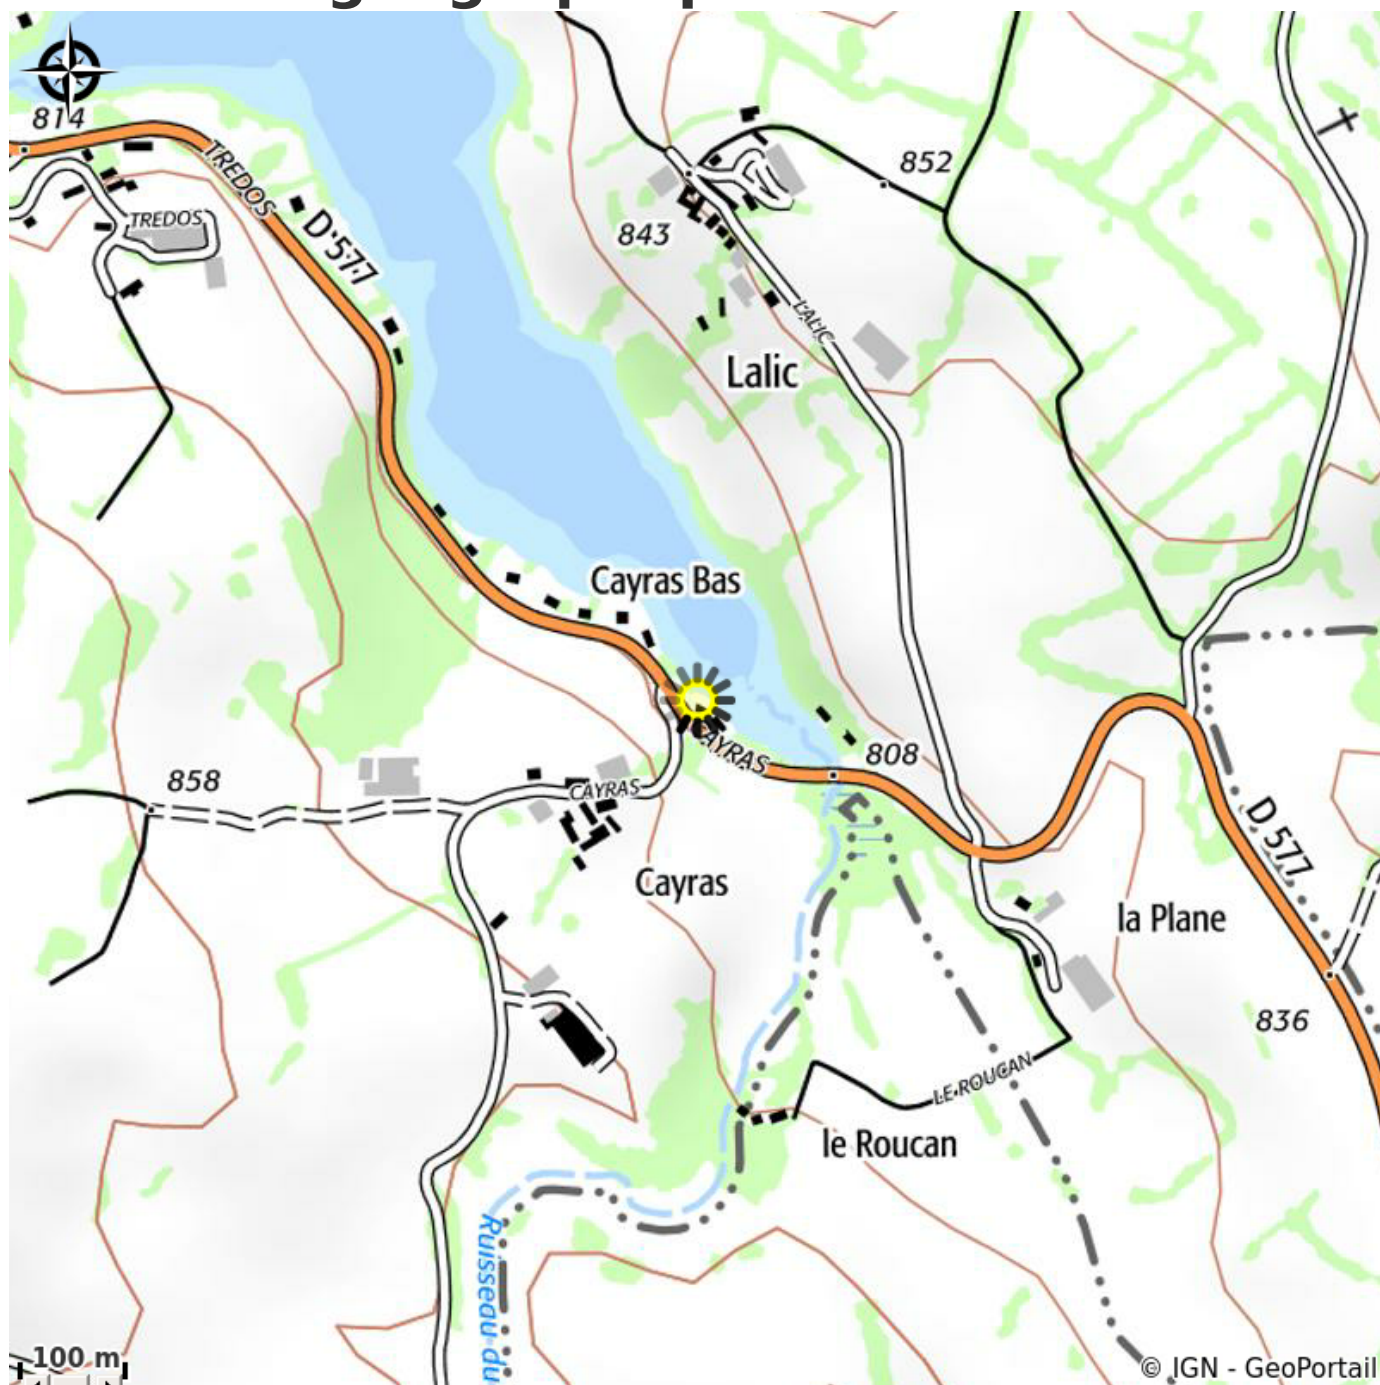 814
TREDOS
TREDOS
D 577
852
843
L'ALIC
Lalic
Cayras Bas
CAYRAS
808
858
CAYRAS
Cayras
D 577
la Plane
836
LE ROUCAN
le Roucan
Ruisseau du
100 m
© IGN - GeoPortail